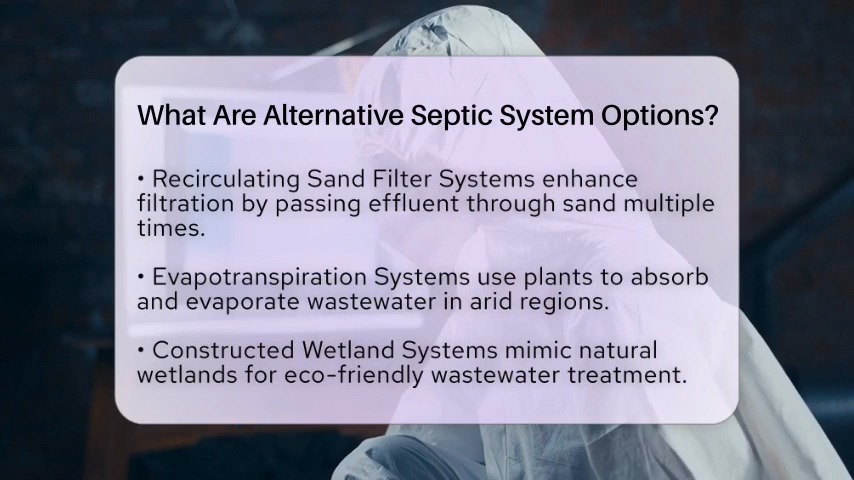 What Are Alternative Septic System Options?
• Recirculating Sand Filter Systems enhance
filtration by passing effluent through sand multiple
times.
• Evapotranspiration Systems use plants to absorb
and evaporate wastewater in arid regions.
• Constructed Wetland Systems mimic natural
wetlands for eco-friendly wastewater treatment.